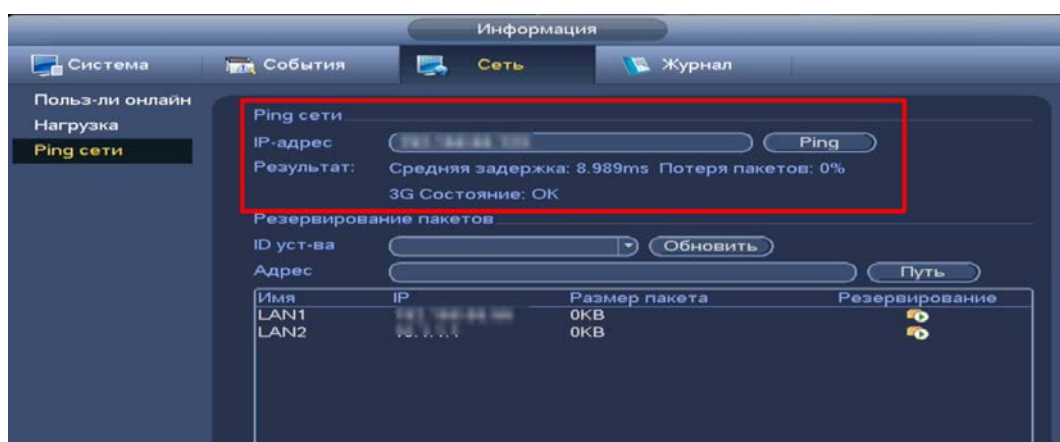 Информация
Система События Сеть Журнал
Польз-ли онлайн
Нагрузка
Ping сети
Ping сети
IP-адрес Ping
Результат: Средняя задержка: 8.989ms Потеря пакетов: 0%
3G Состояние: OK
Резервирование пакетов
ID уст-ва Обновить
Адрес Путь
Имя IP Размер пакета Резервирование
LAN1 0KB
LAN2 0KB